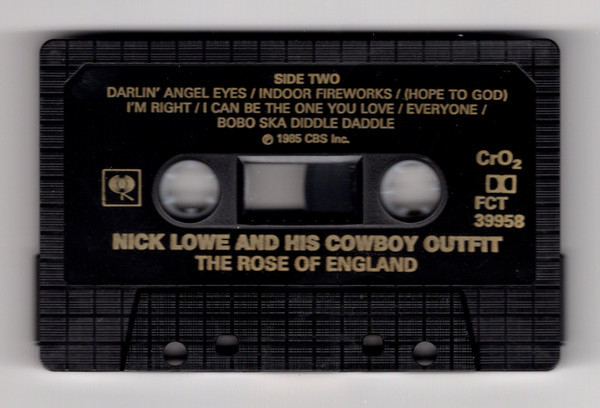 SIDE TWO
DARLIN' ANGEL EYES / INDOOR FIREWORKS / (HOPE TO GOD)
I'M RIGHT / I CAN BE THE ONE YOU LOVE / EVERYONE /
BOBO SKA DIDDLE DADDLE
℗ 1985 CBS Inc.
CrO₂
FCT
39958
NICK LOWE AND HIS COWBOY OUTFIT
THE ROSE OF ENGLAND